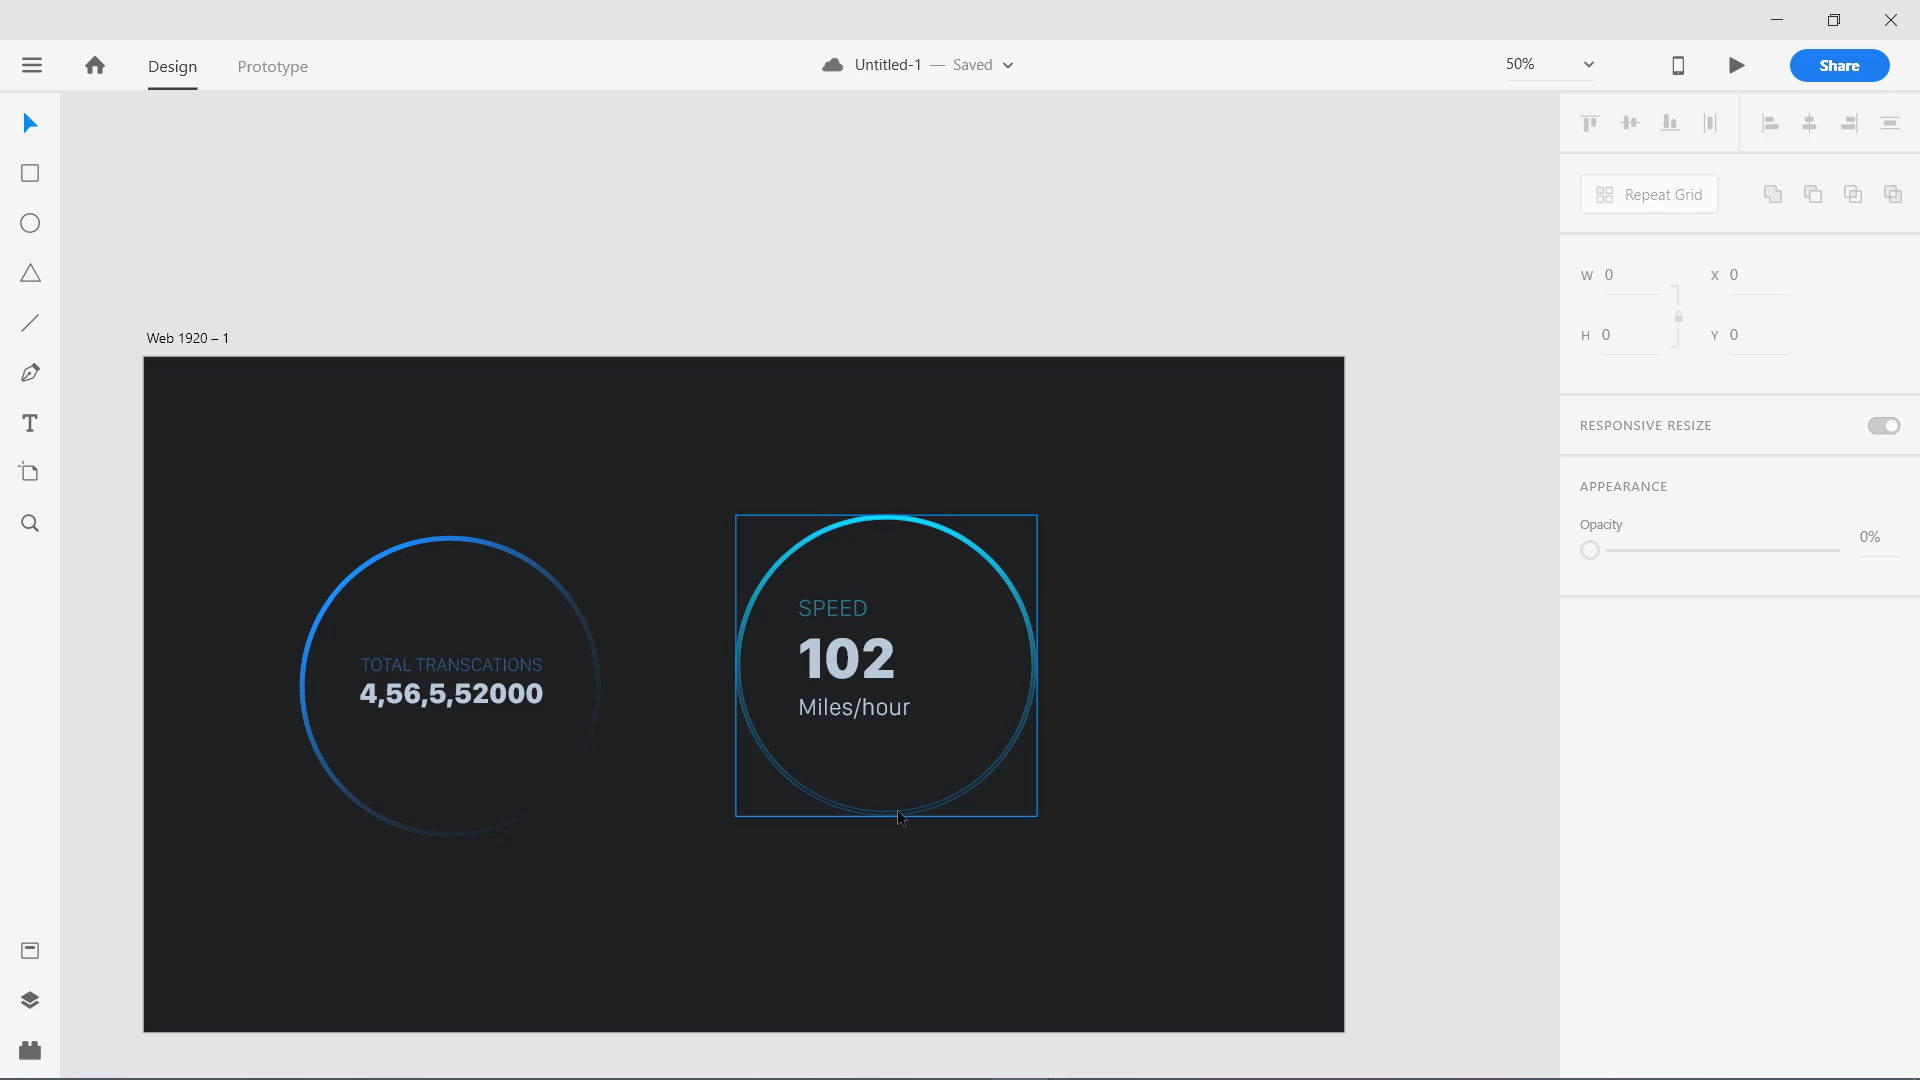 Design
Prototype
Untitled-1 — Saved
50%
Share
Repeat Grid
W 0
X 0
H 0
Y 0
RESPONSIVE RESIZE
APPEARANCE
Opacity
0%
Web 1920 – 1
TOTAL TRANSCATIONS
4,56,5,52000
SPEED
102
Miles/hour